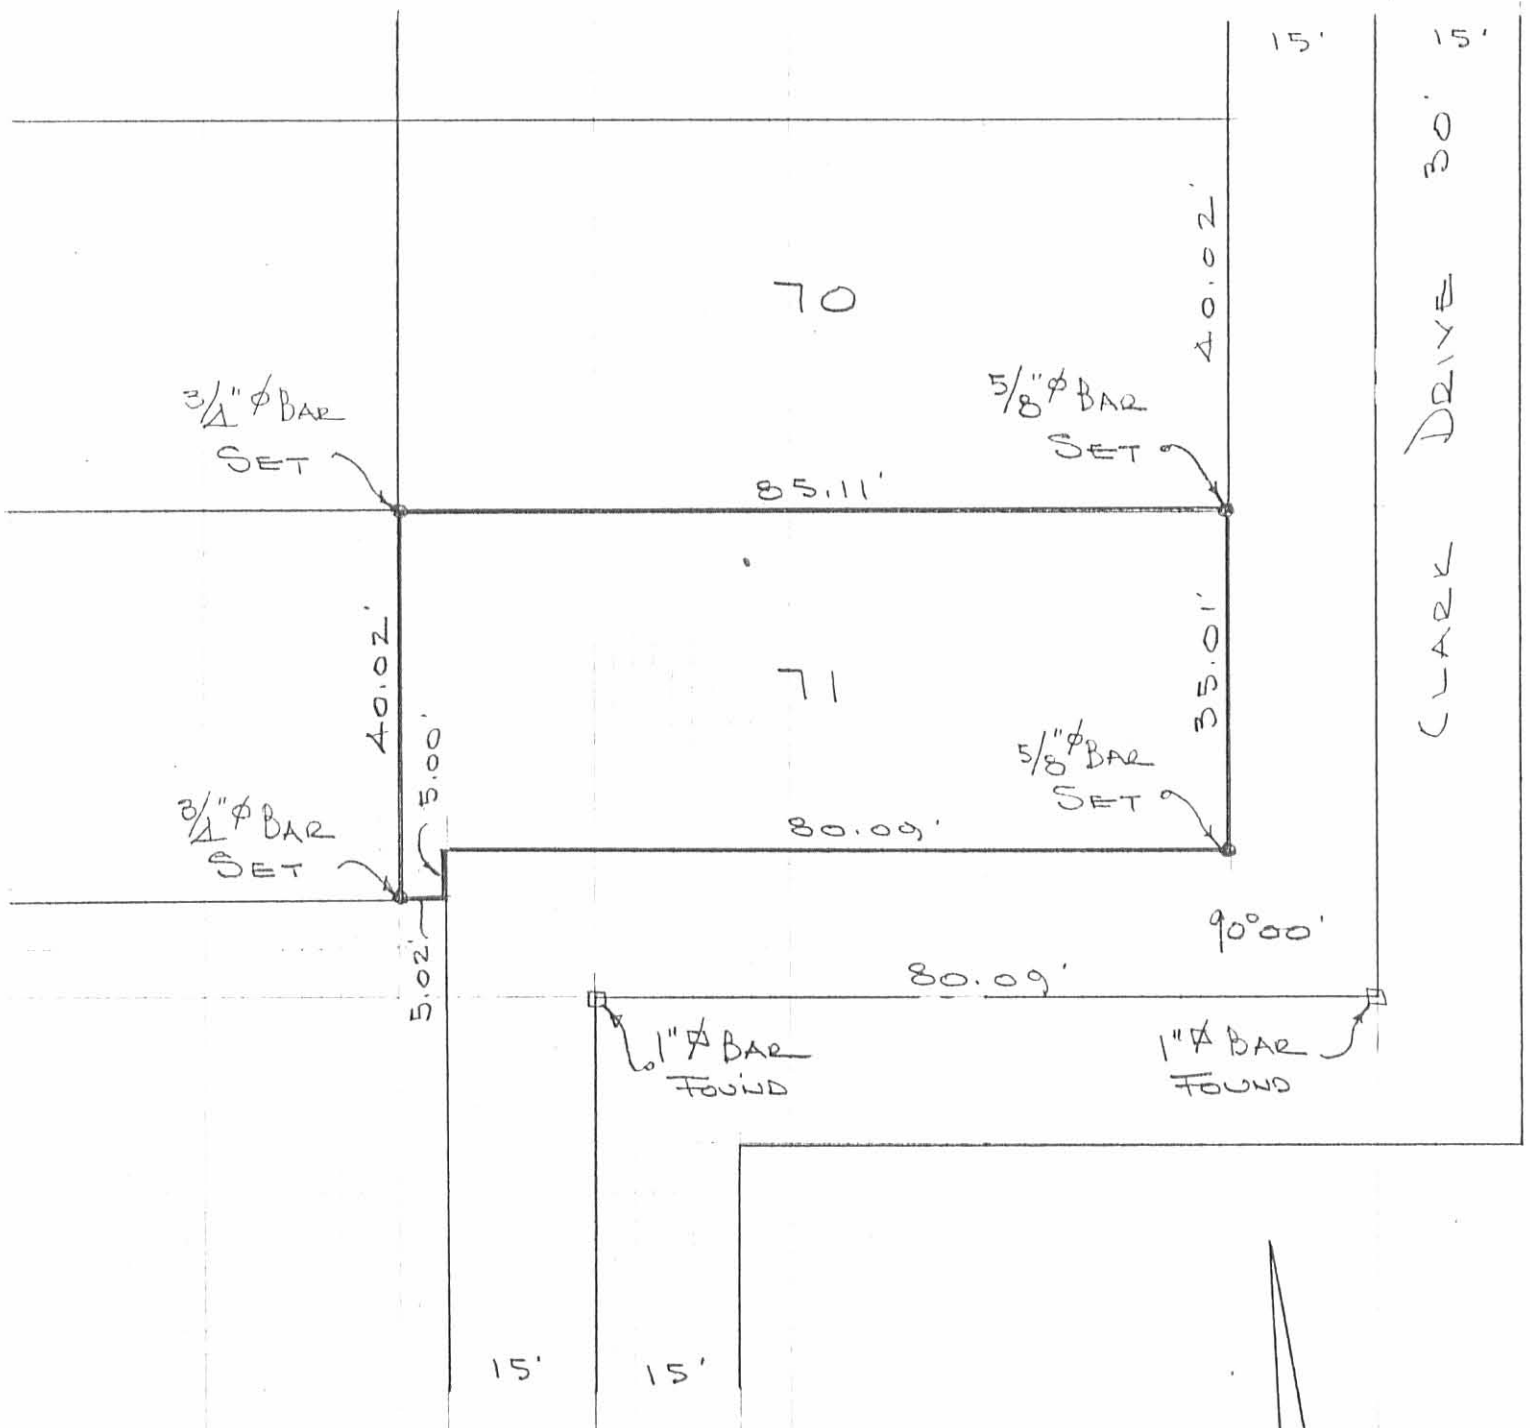 15'
15'
CLARK DRIVE 30'
40.02'
70
3/4" ϕ BAR
SET
5/8" ϕ BAR
SET
85.11'
40.02'
35.01'
71
5.00'
5/8" ϕ BAR
SET
3/4" ϕ BAR
SET
80.09'
90°00'
5.02'
80.09'
1" ϕ BAR
FOUND
1" ϕ BAR
FOUND
15'
15'